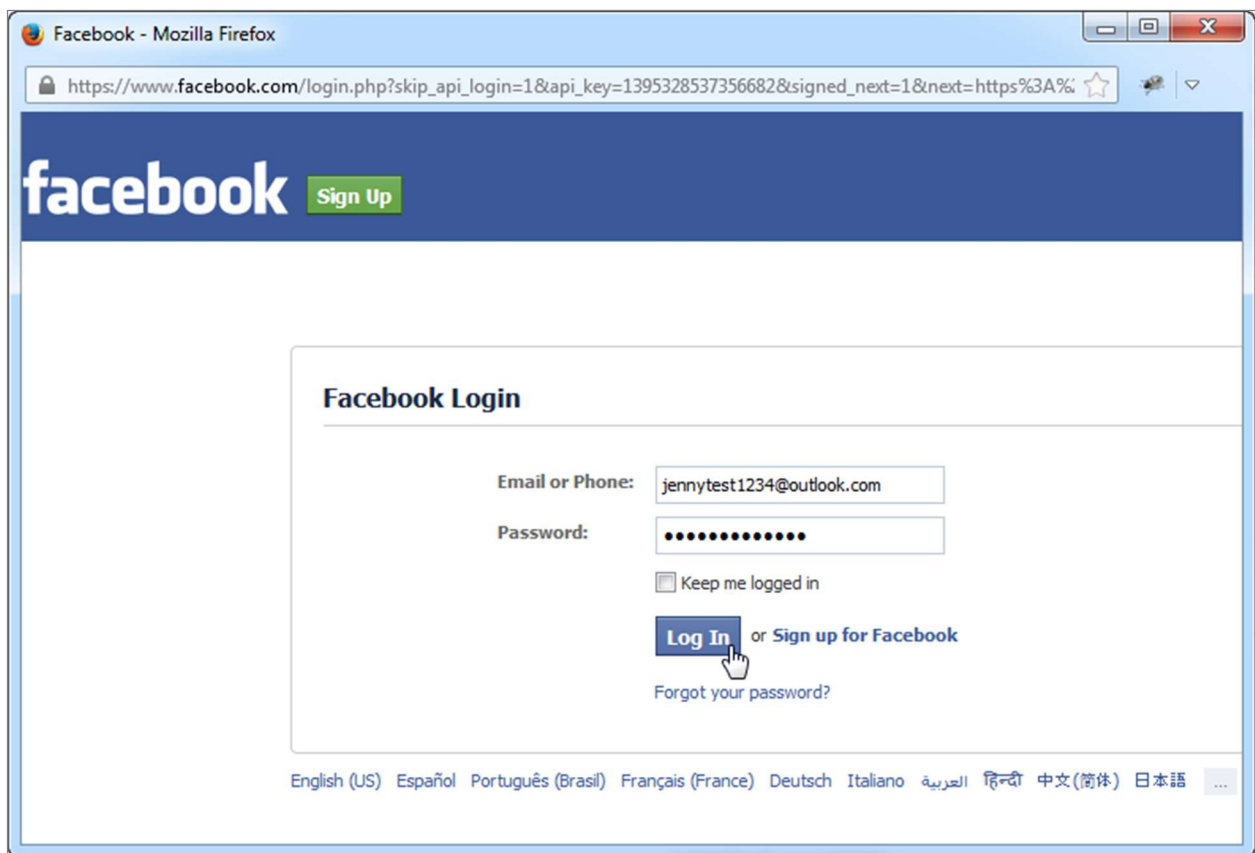 Facebook - Mozilla Firefox
https://www.facebook.com/login.php?skip_api_login=1&api_key=1395328537356682&signed_next=1&next=https%3A%2
facebook Sign Up
Facebook Login
Email or Phone: jennytest1234@outlook.com
Password: •••••••••••••
Keep me logged in
Log In or Sign up for Facebook
Forgot your password?
English (US) Español Português (Brasil) Français (France) Deutsch Italiano العربية हिन्दी 中文(简体) 日本語 ...